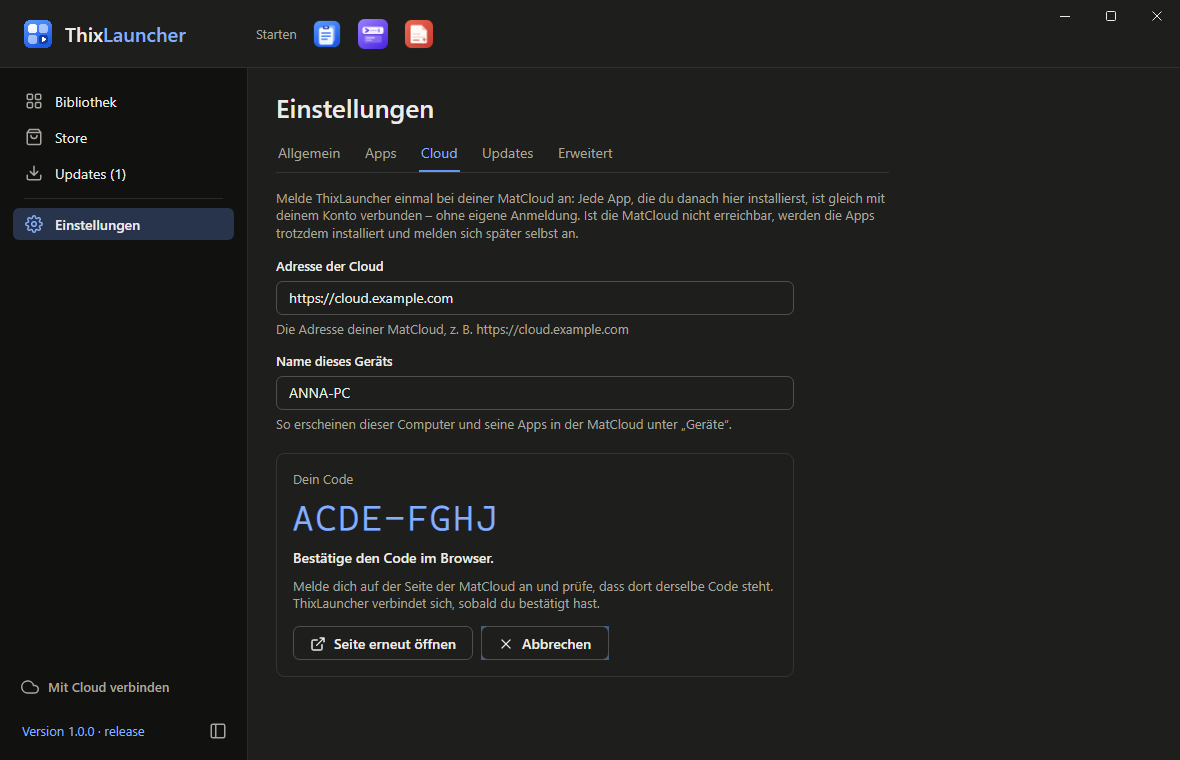 ThixLauncher
Starten
Bibliothek
Store
Updates (1)
Einstellungen
Mit Cloud verbinden
Version 1.0.0 · release
Einstellungen
Allgemein Apps Cloud Updates Erweitert
Melde ThixLauncher einmal bei deiner MatCloud an: Jede App, die du danach hier installierst, ist gleich mit
deinem Konto verbunden – ohne eigene Anmeldung. Ist die MatCloud nicht erreichbar, werden die Apps
trotzdem installiert und melden sich später selbst an.
Adresse der Cloud
https://cloud.example.com
Die Adresse deiner MatCloud, z. B. https://cloud.example.com
Name dieses Geräts
ANNA-PC
So erscheinen dieser Computer und seine Apps in der MatCloud unter „Geräte“.
Dein Code
ACDE-FGHJ
Bestätige den Code im Browser.
Melde dich auf der Seite der MatCloud an und prüfe, dass dort derselbe Code steht.
ThixLauncher verbindet sich, sobald du bestätigt hast.
Seite erneut öffnen
Abbrechen